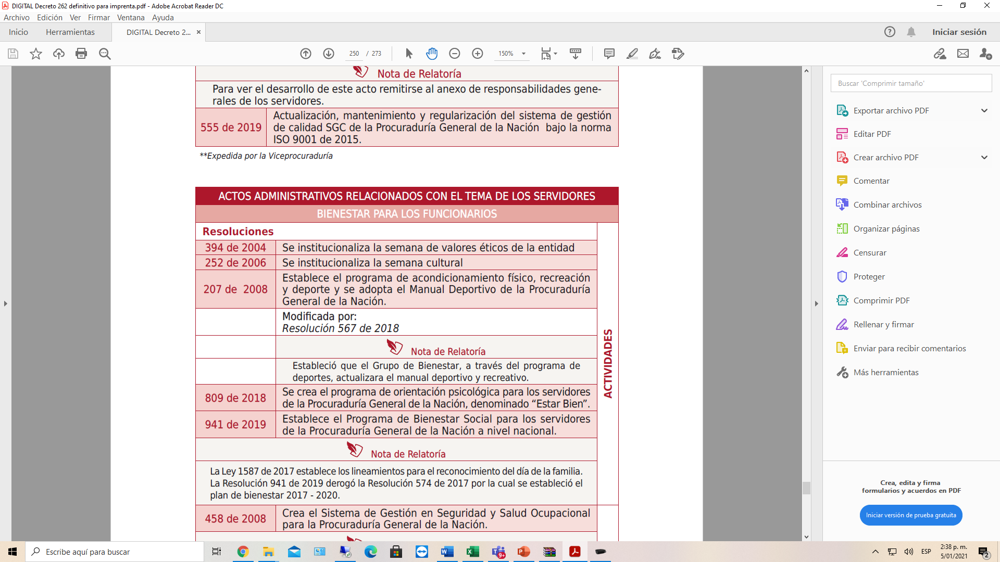 DIGITAL Decreto 262 definitivo para imprenta.pdf - Adobe Acrobat Reader DC
Archivo Edición Ver Firmar Ventana Ayuda
Inicio Herramientas DIGITAL Decreto 2... Iniciar sesión
250 / 273 150%
Nota de Relatoría
Para ver el desarrollo de este acto remitirse al anexo de responsabilidades gene-
rales de los servidores.
555 de 2019
Actualización, mantenimiento y regularización del sistema de gestión
de calidad SGC de la Procuraduría General de la Nación bajo la norma
ISO 9001 de 2015.
**Expedida por la Viceprocuraduría
ACTOS ADMINISTRATIVOS RELACIONADOS CON EL TEMA DE LOS SERVIDORES
BIENESTAR PARA LOS FUNCIONARIOS
Resoluciones
394 de 2004 Se institucionaliza la semana de valores éticos de la entidad
252 de 2006 Se institucionaliza la semana cultural
207 de 2008
Establece el programa de acondicionamiento físico, recreación
y deporte y se adopta el Manual Deportivo de la Procuraduría
General de la Nación.
Modificada por:
Resolución 567 de 2018
Nota de Relatoría
Estableció que el Grupo de Bienestar, a través del programa de
deportes, actualizara el manual deportivo y recreativo.
809 de 2018
Se crea el programa de orientación psicológica para los servidores
de la Procuraduría General de la Nación, denominado “Estar Bien”.
941 de 2019
Establece el Programa de Bienestar Social para los servidores
de la Procuraduría General de la Nación a nivel nacional.
Nota de Relatoría
La Ley 1587 de 2017 establece los lineamientos para el reconocimiento del día de la familia.
La Resolución 941 de 2019 derogó la Resolución 574 de 2017 por la cual se estableció el
plan de bienestar 2017 - 2020.
458 de 2008
Crea el Sistema de Gestión en Seguridad y Salud Ocupacional
para la Procuraduría General de la Nación.
ACTIVIDADES
Buscar 'Comprimir tamaño'
Exportar archivo PDF
Editar PDF
Crear archivo PDF
Comentar
Combinar archivos
Organizar páginas
Censurar
Proteger
Comprimir PDF
Rellenar y firmar
Enviar para recibir comentarios
Más herramientas
Crea, edita y firma
formularios y acuerdos en PDF
Iniciar versión de prueba gratuita
Escribe aquí para buscar
9+
ESP
2:38 p. m.
5/01/2021
2